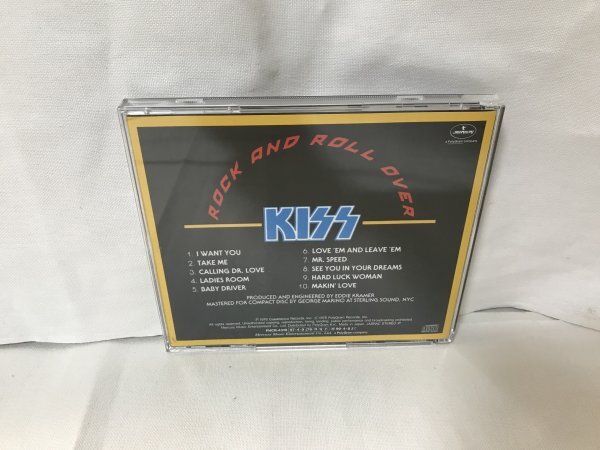 ROCK AND ROLL OVER
KISS
1. I WANT YOU
2. TAKE ME
3. CALLING DR. LOVE
4. LADIES ROOM
5. BABY DRIVER
6. LOVE 'EM AND LEAVE 'EM
7. MR. SPEED
8. SEE YOU IN YOUR DREAMS
9. HARD LUCK WOMAN
10. MAKIN' LOVE
PRODUCED AND ENGINEERED BY EDDIE KRAMER
MASTERED FOR COMPACT DISC BY GEORGE MARINO AT STERLING SOUND, NYC